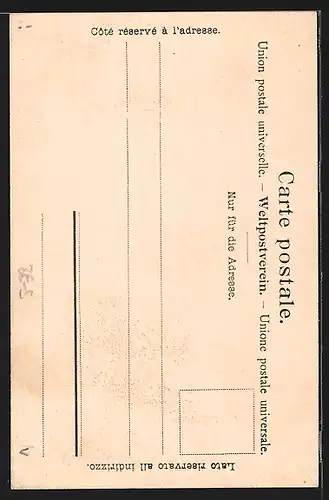 Carte postale.
Union postale universelle. — Weltpostverein. — Unione postale universale.
Nur für die Adresse.
Côté réservé à l'adresse.
Lato riservato all indirizzo.